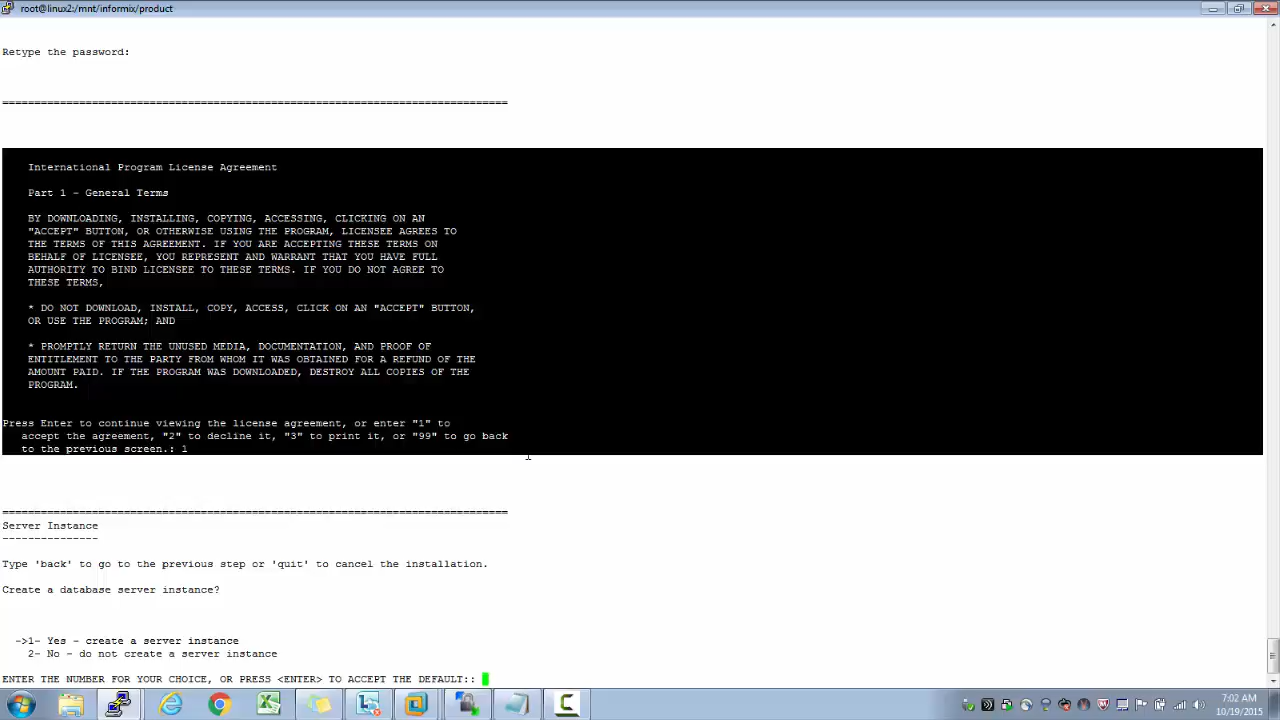 root@linux2:/mnt/informix/product
Retype the password:
===============================================================================
International Program License Agreement
Part 1 - General Terms
BY DOWNLOADING, INSTALLING, COPYING, ACCESSING, CLICKING ON AN
"ACCEPT" BUTTON, OR OTHERWISE USING THE PROGRAM, LICENSEE AGREES TO
THE TERMS OF THIS AGREEMENT. IF YOU ARE ACCEPTING THESE TERMS ON
BEHALF OF LICENSEE, YOU REPRESENT AND WARRANT THAT YOU HAVE FULL
AUTHORITY TO BIND LICENSEE TO THESE TERMS. IF YOU DO NOT AGREE TO
THESE TERMS,
* DO NOT DOWNLOAD, INSTALL, COPY, ACCESS, CLICK ON AN "ACCEPT" BUTTON,
OR USE THE PROGRAM; AND
* PROMPTLY RETURN THE UNUSED MEDIA, DOCUMENTATION, AND PROOF OF
ENTITLEMENT TO THE PARTY FROM WHOM IT WAS OBTAINED FOR A REFUND OF THE
AMOUNT PAID. IF THE PROGRAM WAS DOWNLOADED, DESTROY ALL COPIES OF THE
PROGRAM.
Press Enter to continue viewing the license agreement, or enter "1" to
accept the agreement, "2" to decline it, "3" to print it, or "99" to go back
to the previous screen.: 1
===============================================================================
Server Instance
---------------
Type 'back' to go to the previous step or 'quit' to cancel the installation.
Create a database server instance?
->1- Yes - create a server instance
2- No - do not create a server instance
ENTER THE NUMBER FOR YOUR CHOICE, OR PRESS <ENTER> TO ACCEPT THE DEFAULT::
7:02 AM
10/19/2015